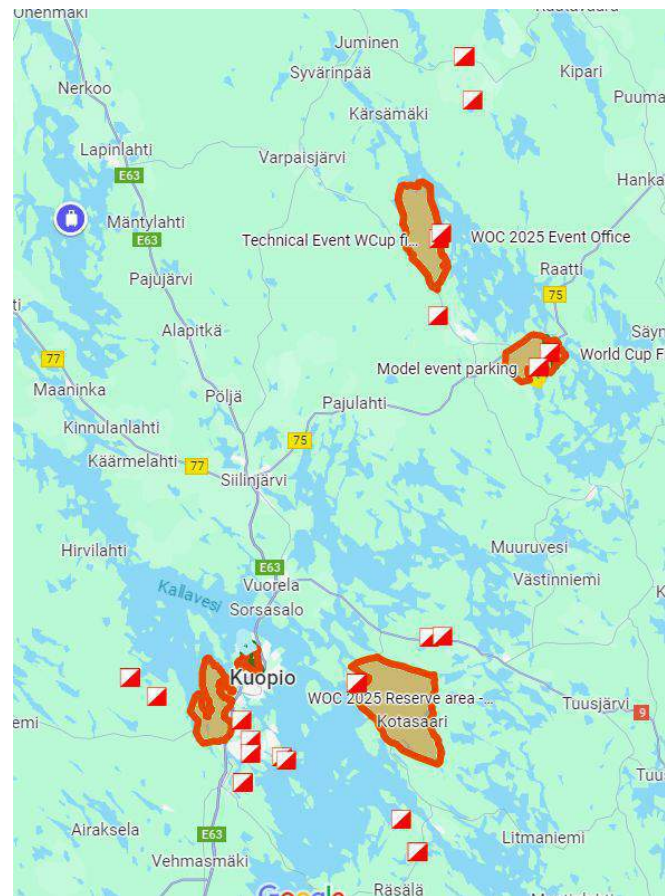 Juminen
Syvärinpää
Kipari
Nerkoo
Kärsämäki
Lapinlahti
Varpaisjärvi
E63
Mäntylahti
E63
Technical Event WCup fi...
WOC 2025 Event Office
Raatti
Pajujärvi
75
Alapitkä
77
Model event parking
World Cup F
Maaninka
Pöljä
Pajulahti
Kinnulanlahti
75
Käärmelahti
77
Siilinjärvi
Hirvilahti
Muuruvesi
E63
Västinniemi
Vuorela
Kallavesi
Sorsasalo
Kuopio
WOC 2025 Reserve area -...
Tuusjärvi
Kotasaari
9
Airaksela
E63
Litmaniemi
Vehmasmäki
Räsälä
Google